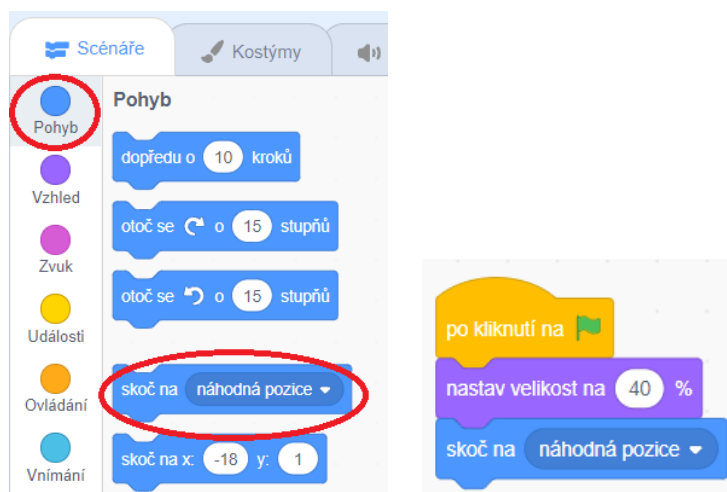 Scénáře
Kostýmy
Pohyb
Vzhled
Zvuk
Události
Ovládání
Vnímání
Pohyb
dopředu o 10 kroků
otoč se o 15 stupňů
otoč se o 15 stupňů
skoč na náhodná pozice
skoč na x: -18 y: 1
po kliknutí na
nastav velikost na 40 %
skoč na náhodná pozice